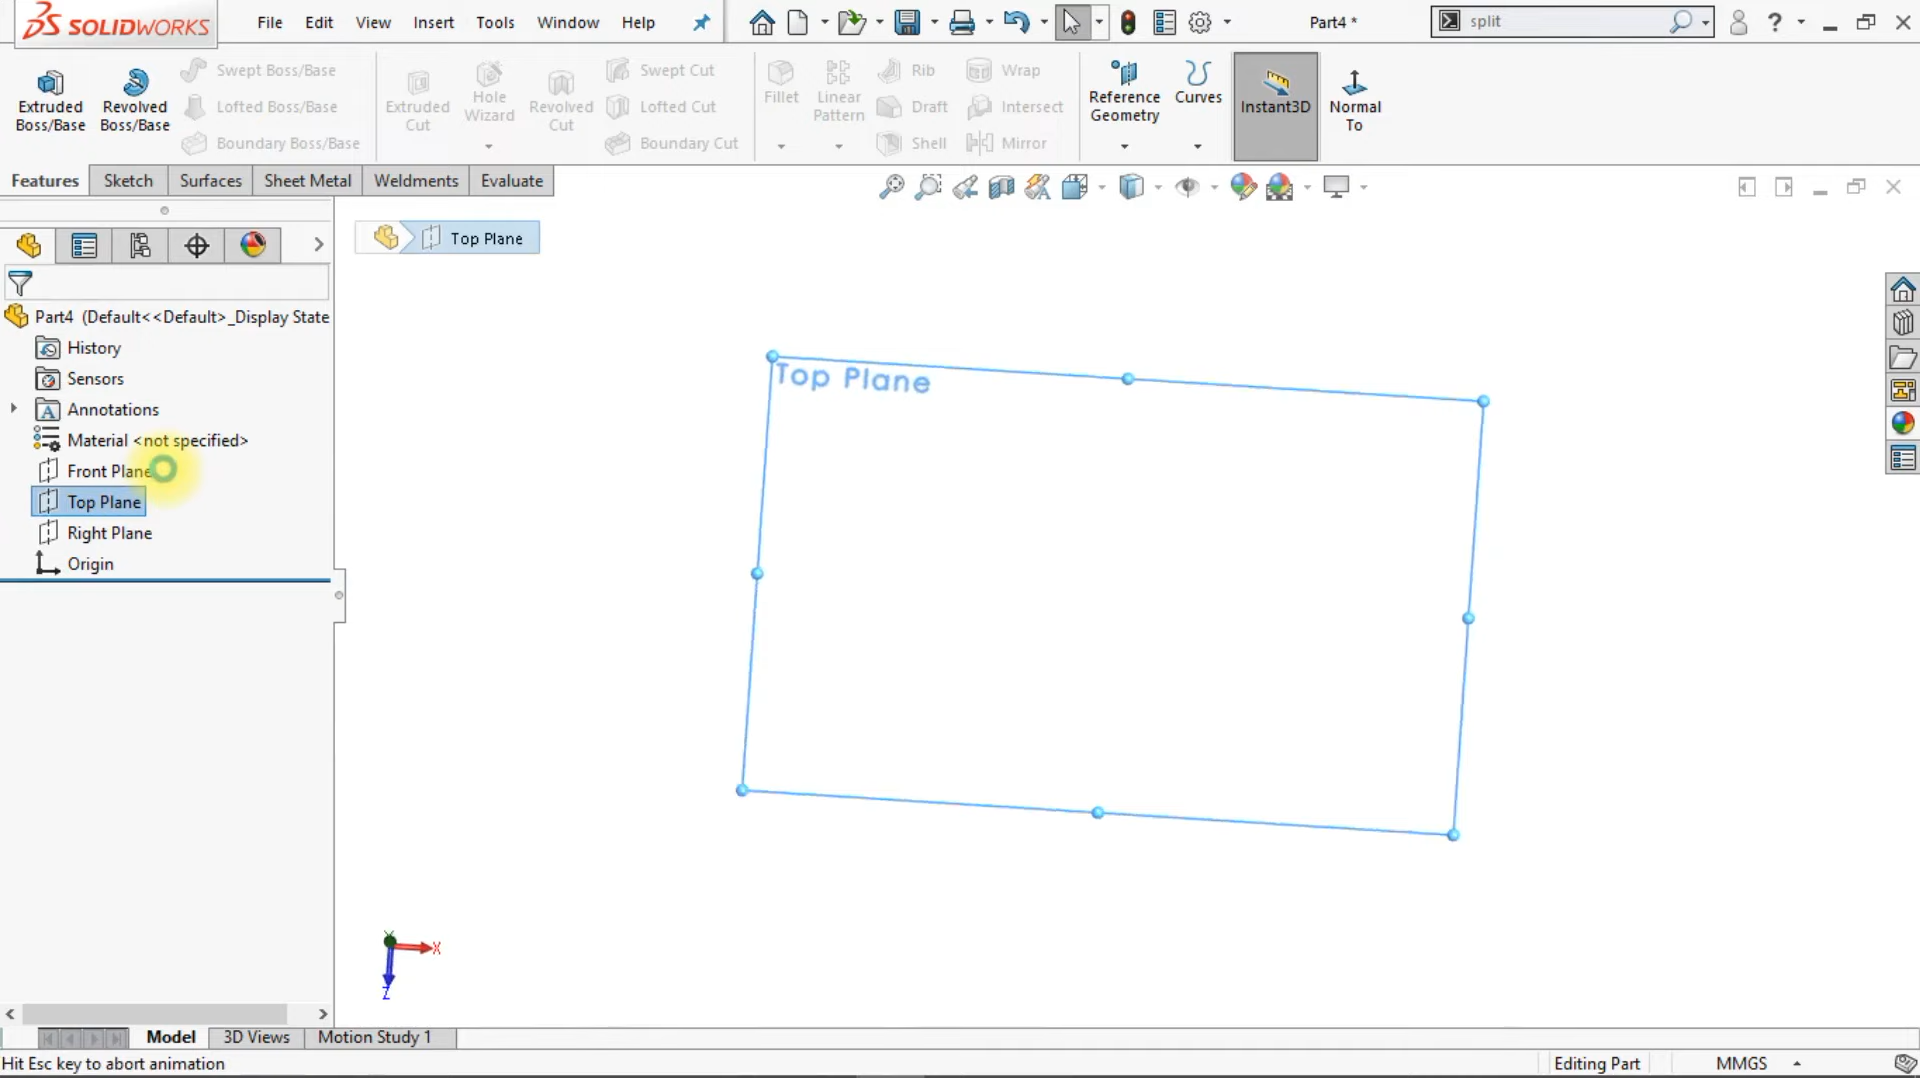 SOLIDWORKS
File Edit View Insert Tools Window Help
Part4 *
split
Extruded Boss/Base
Revolved Boss/Base
Swept Boss/Base
Lofted Boss/Base
Boundary Boss/Base
Extruded Cut
Hole Wizard
Revolved Cut
Swept Cut
Lofted Cut
Boundary Cut
Fillet
Linear Pattern
Rib
Draft
Shell
Wrap
Intersect
Mirror
Reference Geometry
Curves
Instant3D
Normal To
Features Sketch Surfaces Sheet Metal Weldments Evaluate
Top Plane
Part4 (Default<<Default>_Display State
History
Sensors
Annotations
Material <not specified>
Front Plane
Top Plane
Right Plane
Origin
Top Plane
Y
X
Z
Model 3D Views Motion Study 1
Hit Esc key to abort animation
Editing Part
MMGS